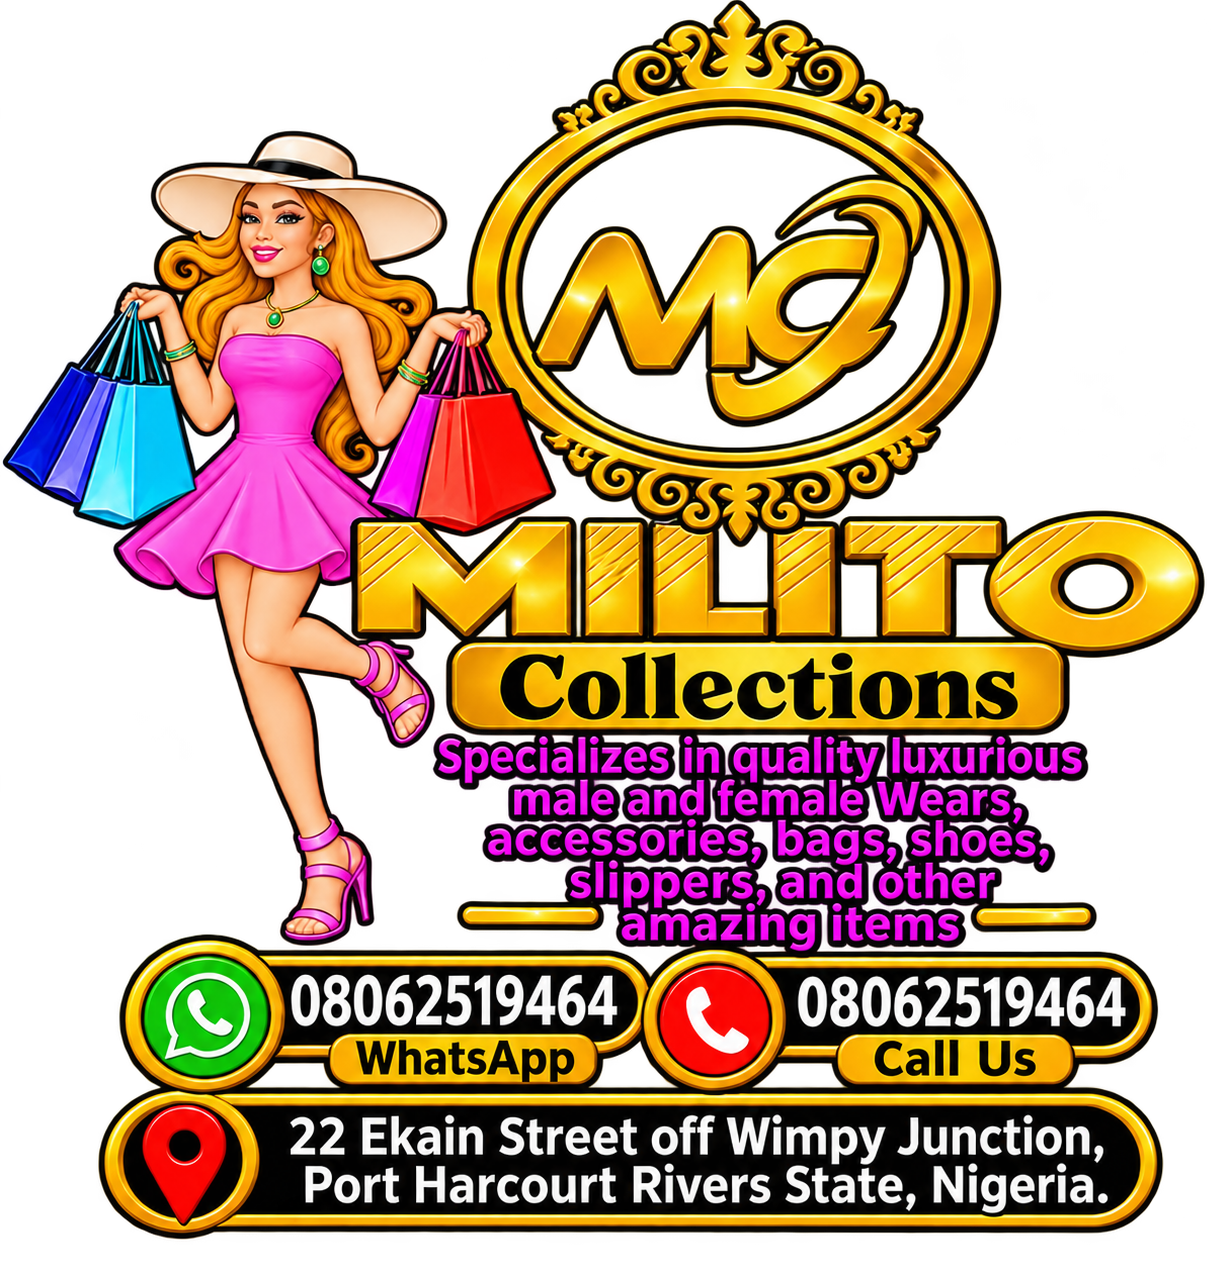 MC
MILITO
Collections
Specializes in quality luxurious
male and female Wears,
accessories, bags, shoes,
slippers, and other
amazing items
08062519464
WhatsApp
08062519464
Call Us
22 Ekain Street off Wimpy Junction,
Port Harcourt Rivers State, Nigeria.